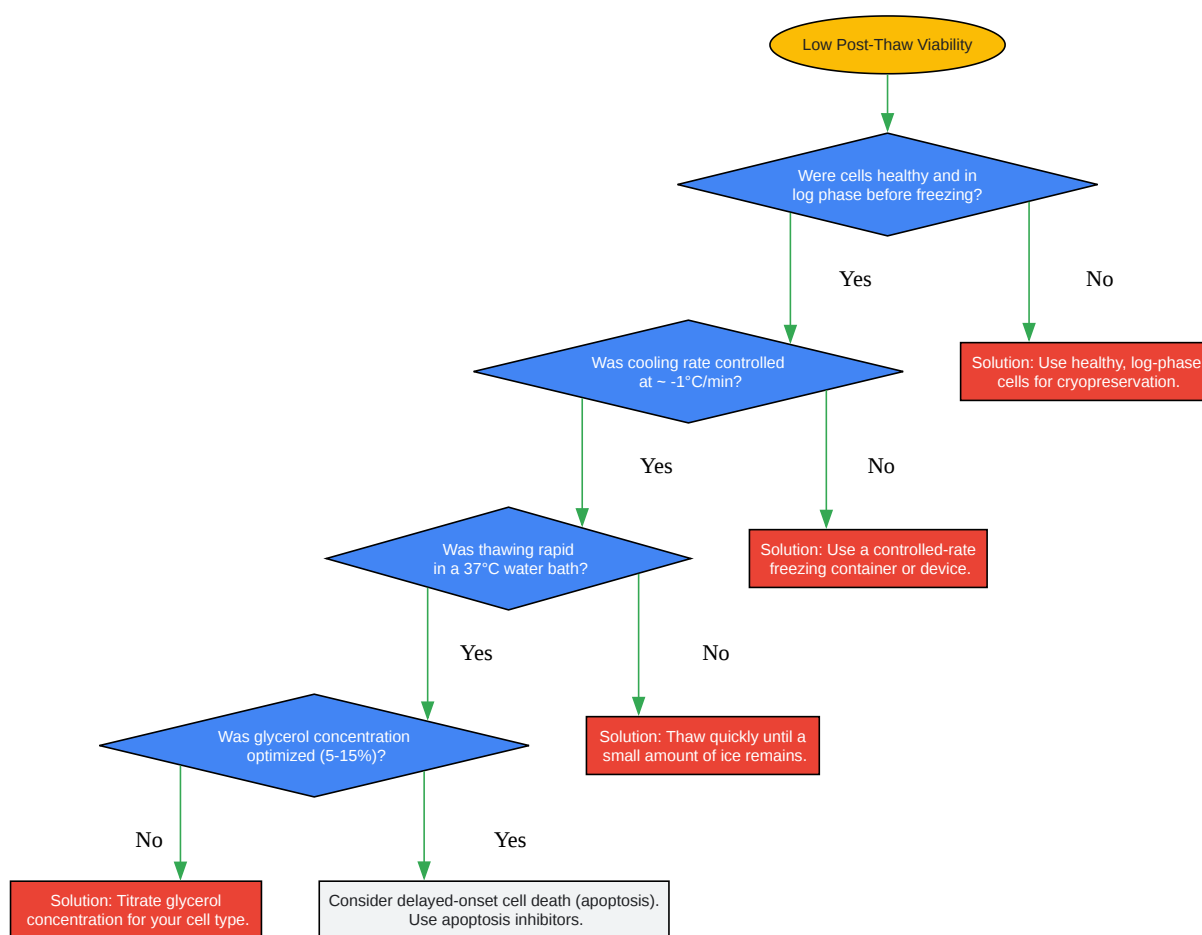 Low Post-Thaw Viability
Were cells healthy and in
log phase before freezing?
Yes
No
Was cooling rate controlled
at ~ -1°C/min?
Solution: Use healthy, log-phase
cells for cryopreservation.
Yes
No
Was thawing rapid
in a 37°C water bath?
Solution: Use a controlled-rate
freezing container or device.
Yes
No
Was glycerol concentration
optimized (5-15%)?
Solution: Thaw quickly until a
small amount of ice remains.
No
Yes
Solution: Titrate glycerol
concentration for your cell type.
Consider delayed-onset cell death (apoptosis).
Use apoptosis inhibitors.